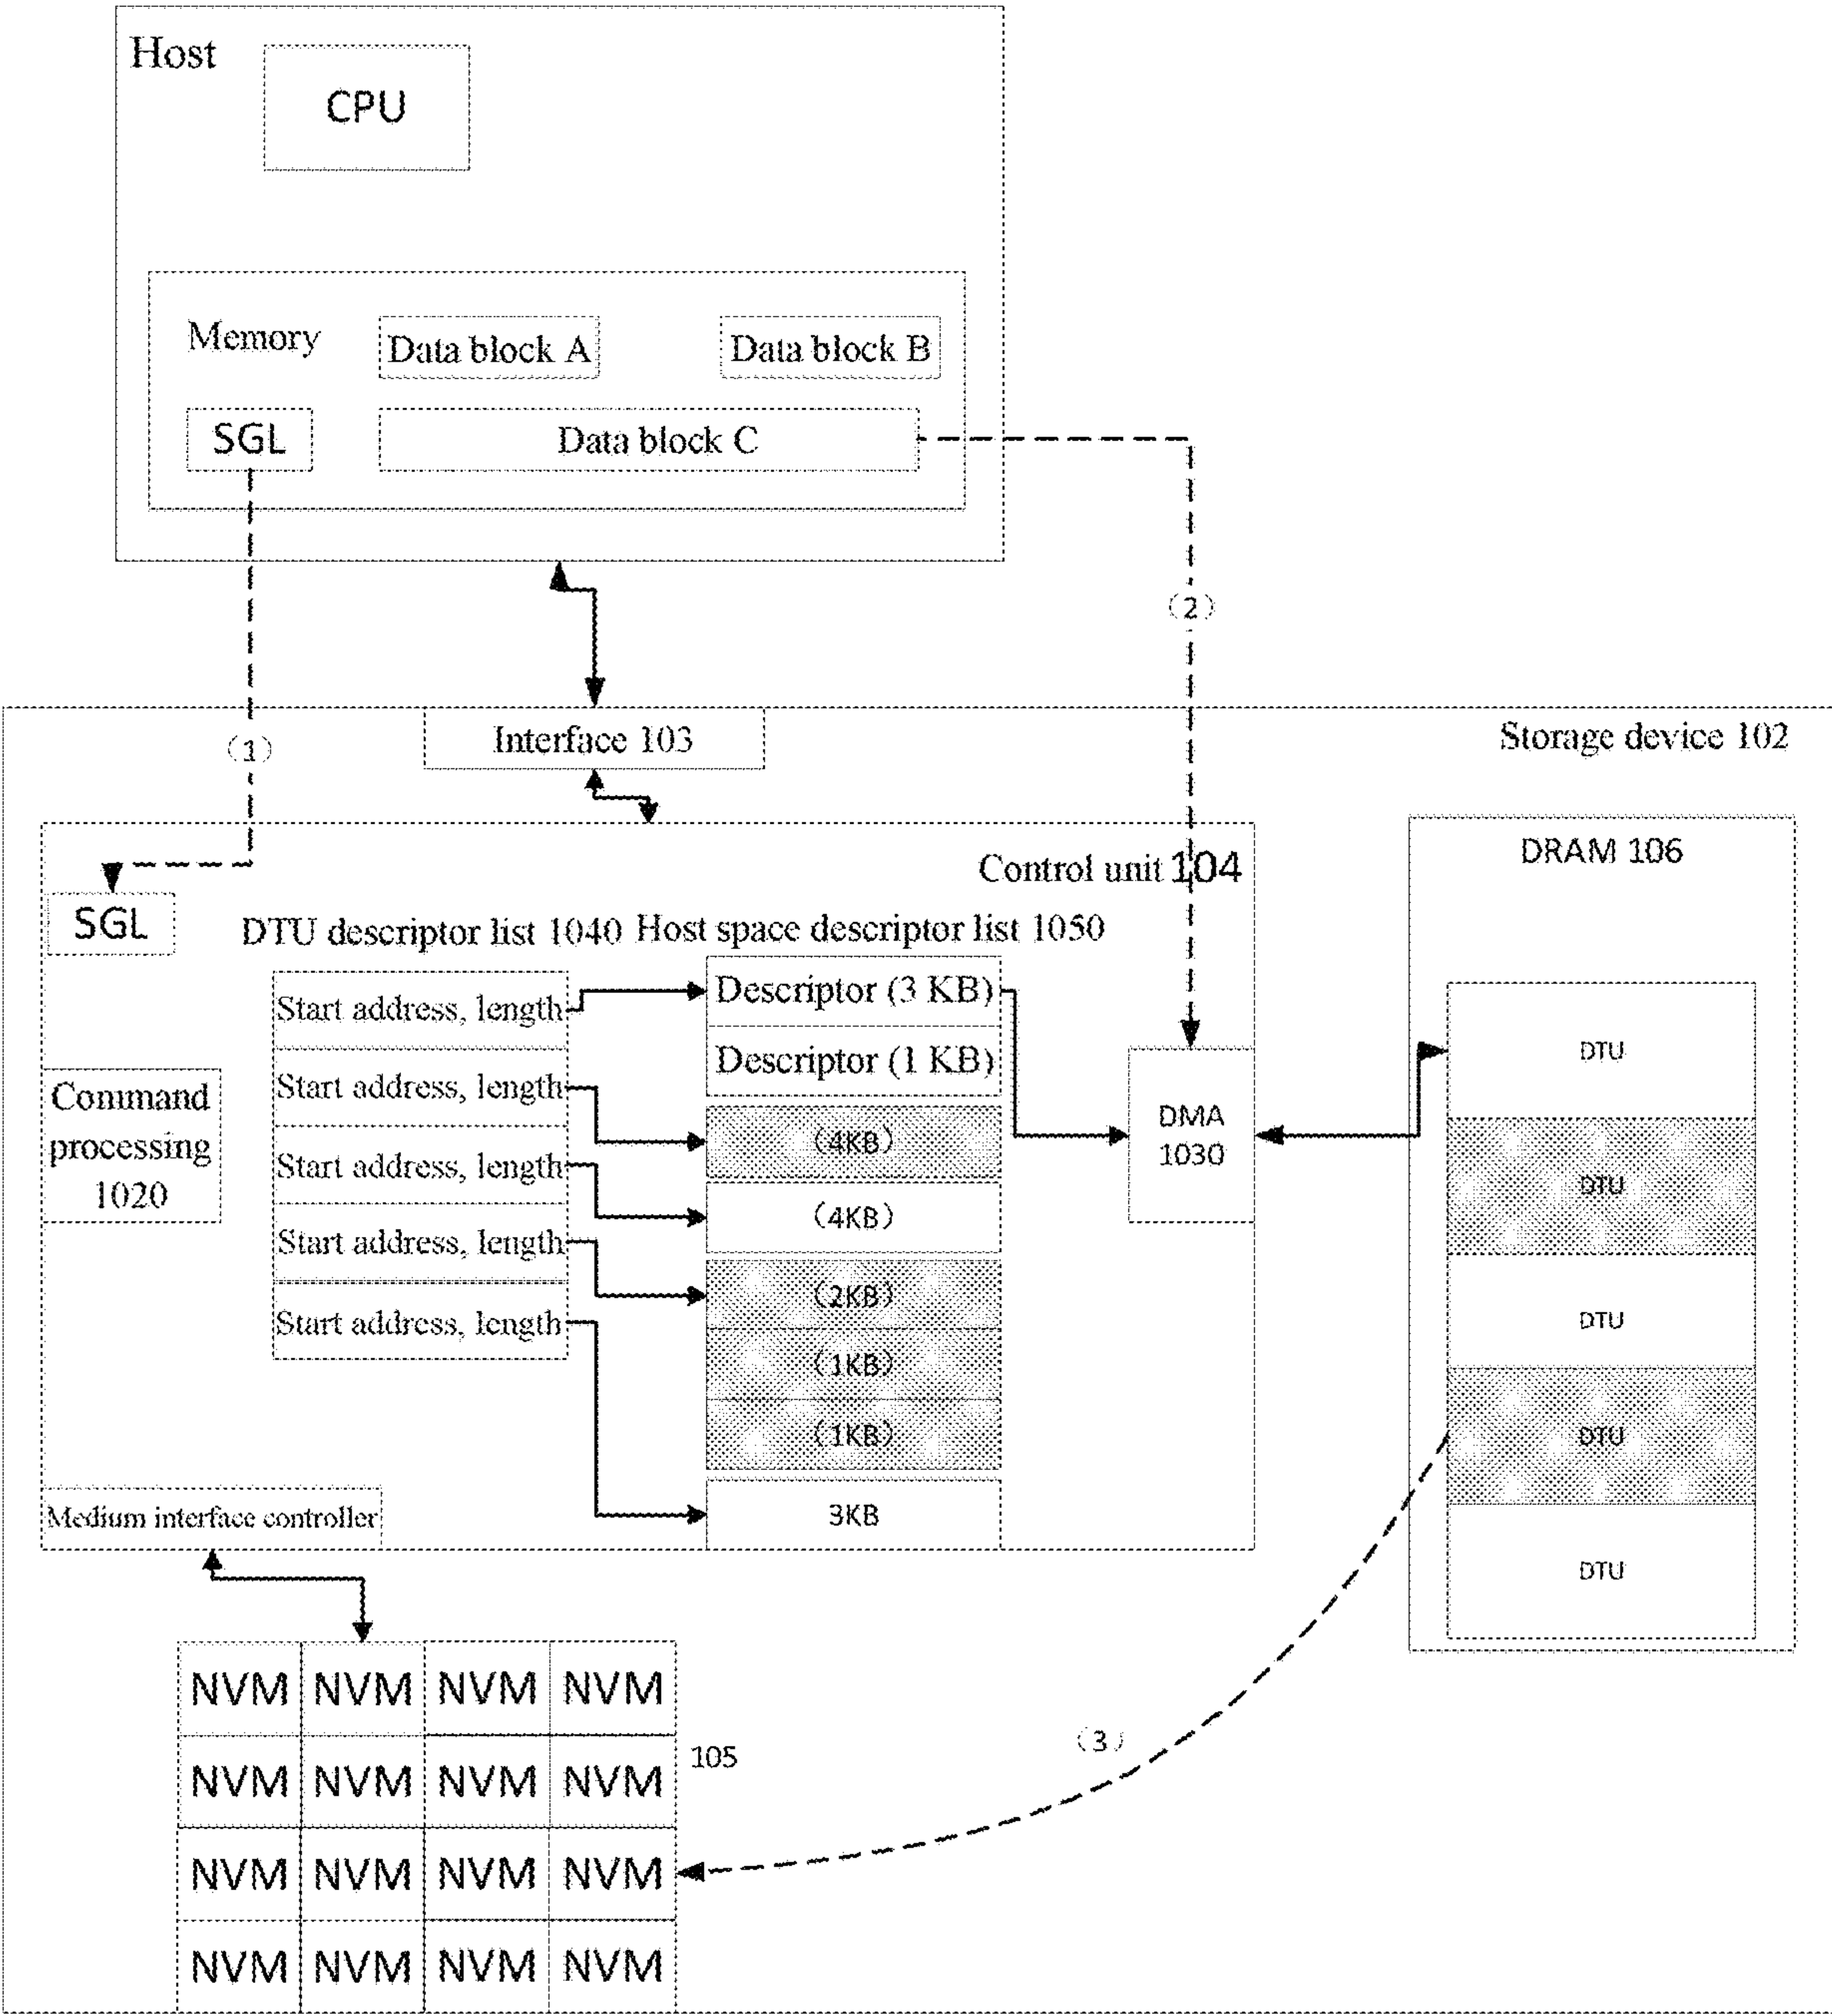 Host
CPU
Memory
Data block A
Data block B
SGL
Data block C
(2)
(1)
Interface 103
Storage device 102
Control unit 104
DRAM 106
SGL
DTU descriptor list 1040
Host space descriptor list 1050
Start address, length
Start address, length
Start address, length
Start address, length
Start address, length
Descriptor (3 KB)
Descriptor (1 KB)
(4KB)
(4KB)
(2KB)
(1KB)
(1KB)
3KB
Command
processing
1020
DMA
1030
DTU
DTU
DTU
DTU
DTU
Medium interface controller
NVM NVM NVM NVM
NVM NVM NVM NVM
NVM NVM NVM NVM
NVM NVM NVM NVM
105
(3)